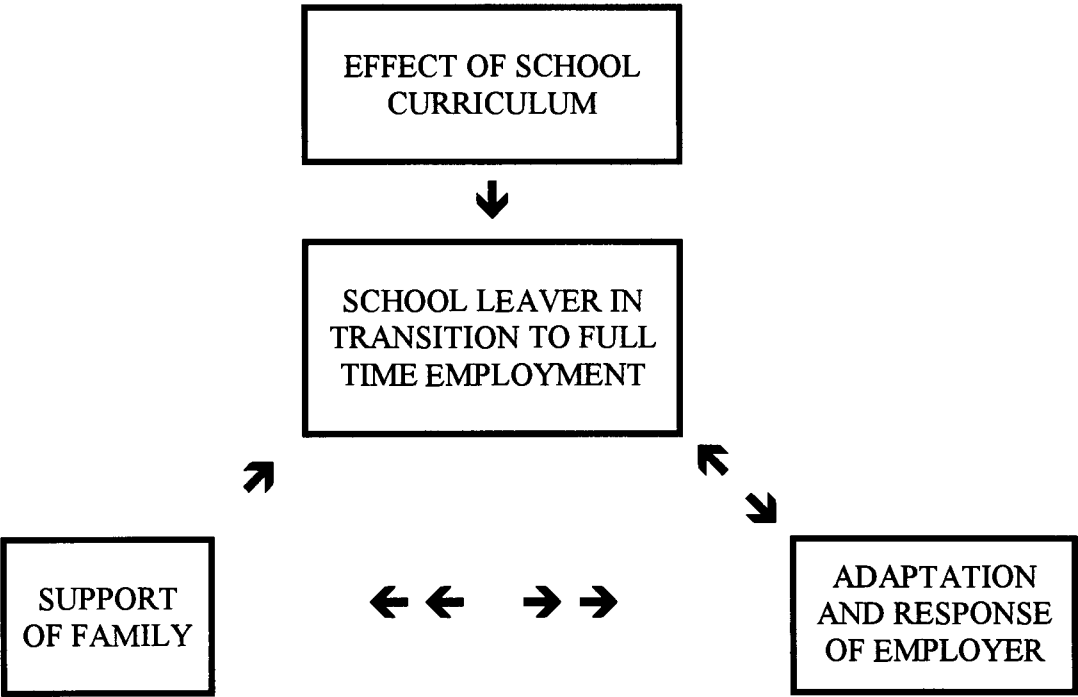 EFFECT OF SCHOOL
CURRICULUM
SCHOOL LEAVER IN
TRANSITION TO FULL
TIME EMPLOYMENT
SUPPORT
OF FAMILY
ADAPTATION
AND RESPONSE
OF EMPLOYER